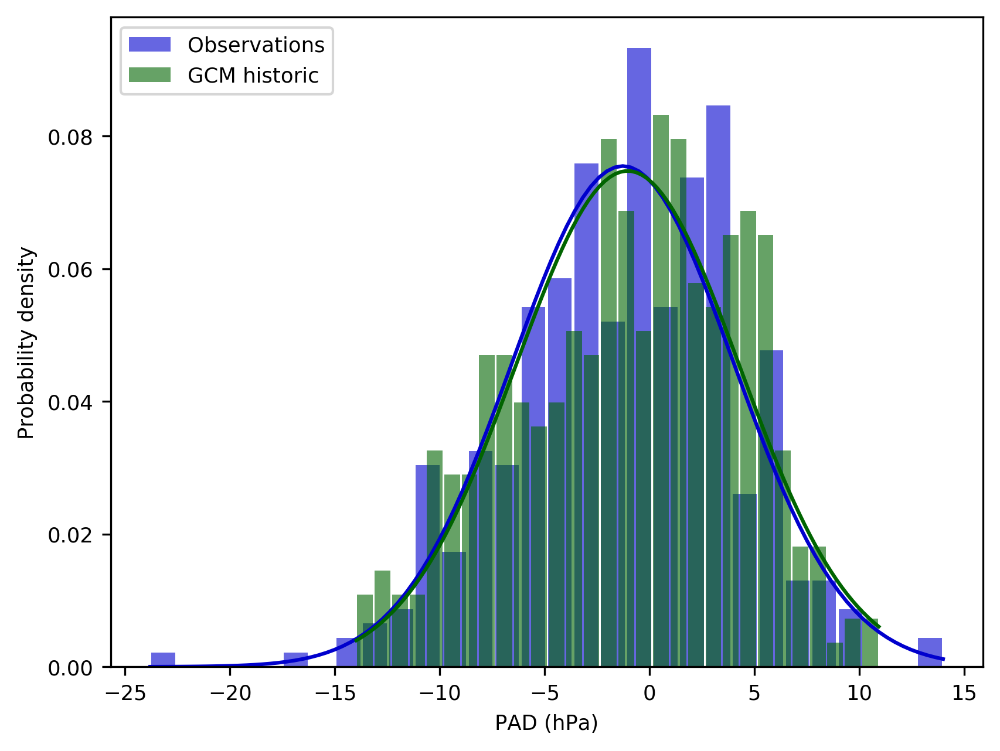 Observations
GCM historic
Probability density
0.08
0.06
0.04
0.02
0.00
−25 −20 −15 −10 −5 0 5 10 15
PAD (hPa)